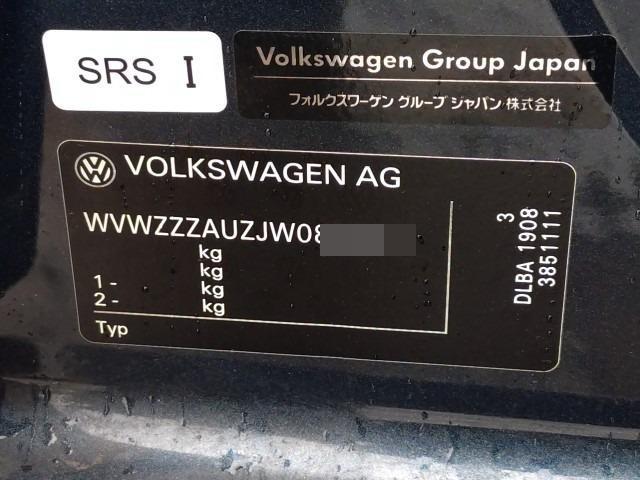 SRS I
Volkswagen Group Japan
フォルクスワーゲン グループ ジャパン 株式会社
VOLKSWAGEN AG
WVWZZZAUZJW08
kg
kg
1- kg
2- kg
Typ
3
DLBA 1908
3851111